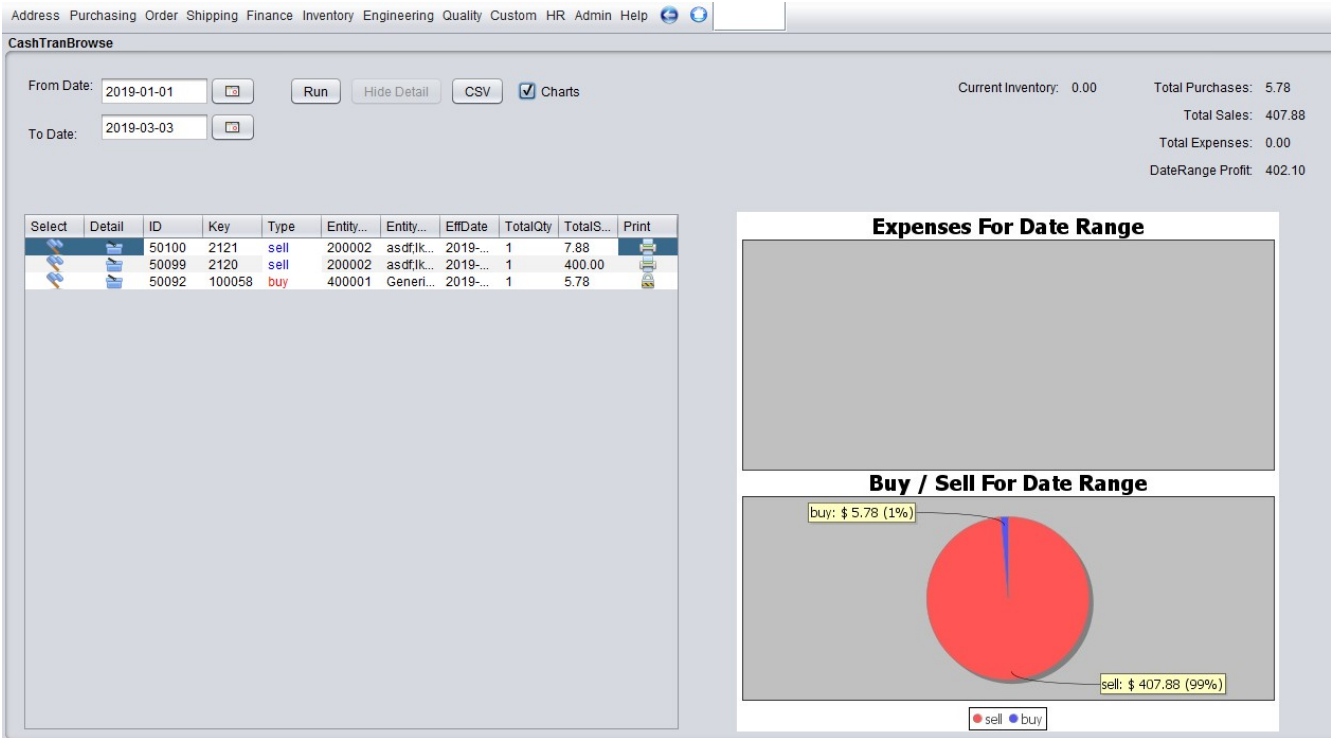 Address Purchasing Order Shipping Finance Inventory Engineering Quality Custom HR Admin Help
CashTranBrowse
From Date: 2019-01-01 Run Hide Detail CSV Charts
To Date: 2019-03-03
Current Inventory: 0.00
Total Purchases: 5.78
Total Sales: 407.88
Total Expenses: 0.00
DateRange Profit: 402.10
Select Detail ID Key Type Entity... Entity... EffDate TotalQty TotalS... Print
50100 2121 sell 200002 asdf;lk... 2019-... 1 7.88
50099 2120 sell 200002 asdf;lk... 2019-... 1 400.00
50092 100058 buy 400001 Generi... 2019-... 1 5.78
Expenses For Date Range
Buy / Sell For Date Range
buy: $ 5.78 (1%)
sell: $ 407.88 (99%)
sell buy